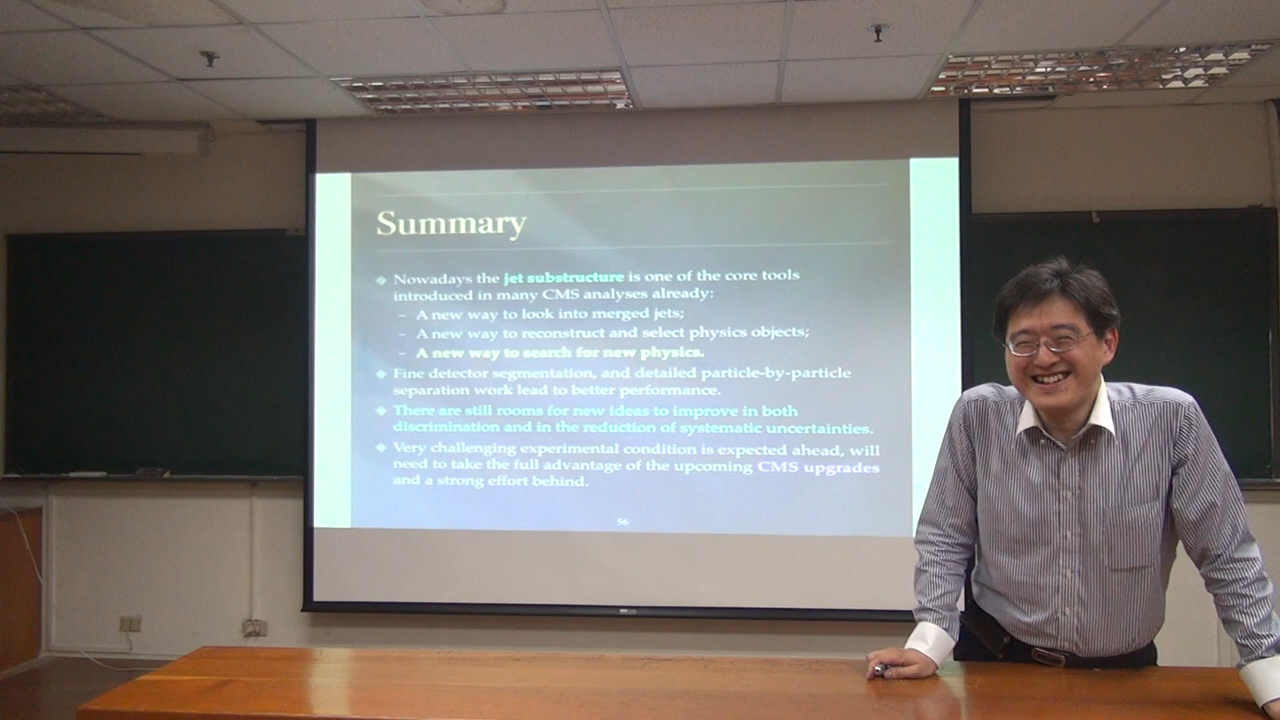 Summary
Nowadays the jet substructure is one of the core tools
introduced in many CMS analyses already:
– A new way to look into merged jets;
– A new way to reconstruct and select physics objects;
– A new way to search for new physics.
Fine detector segmentation, and detailed particle-by-particle
separation work lead to better performance.
There are still rooms for new ideas to improve in both
discrimination and in the reduction of systematic uncertainties.
Very challenging experimental condition is expected ahead, will
need to take the full advantage of the upcoming CMS upgrades
and a strong effort behind.
56